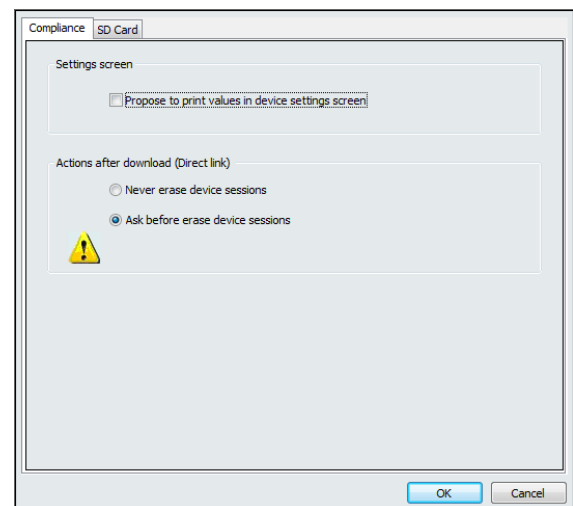 Compliance SD Card
Settings screen
Propose to print values in device settings screen
Actions after download (Direct link)
Never erase device sessions
Ask before erase device sessions
OK Cancel